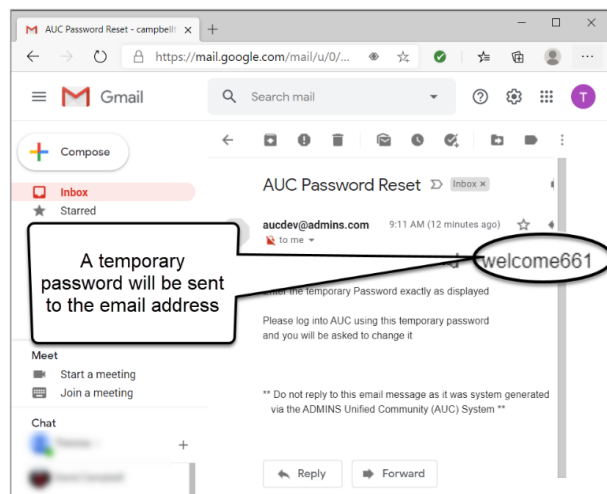 AUC Password Reset - campbell
https://mail.google.com/mail/u/0/...
Gmail
Search mail
T
Compose
Inbox
Starred
AUC Password Reset
Inbox ×
aucdev@admins.com 9:11 AM (12 minutes ago)
to me
welcome661
A temporary
password will be sent
to the email address
the temporary Password exactly as displayed
Please log into AUC using this temporary password
and you will be asked to change it
Meet
Start a meeting
Join a meeting
** Do not reply to this email message as it was system generated
via the ADMINS Unified Community (AUC) System **
Chat
Reply
Forward